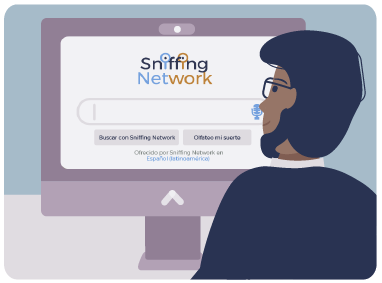 Sniffing
Network
Buscar con Sniffing Network
Olfateo mi suerte
Ofrecido por Sniffing Network en
Español (latinoamérica)